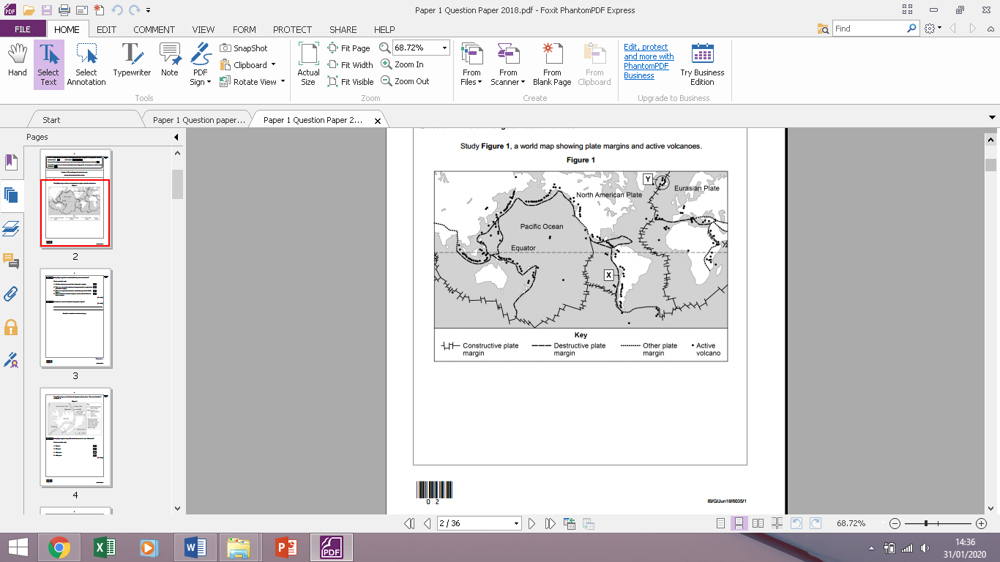 Paper 1 Question Paper 2018.pdf - Foxit PhantomPDF Express
FILE HOME EDIT COMMENT VIEW FORM PROTECT SHARE HELP
Find
Hand
Select Text
Select Annotation
Typewriter
Note
PDF Sign
SnapShot
Clipboard
Rotate View
Tools
Actual Size
Fit Page
Fit Width
Fit Visible
68.72%
Zoom In
Zoom Out
Zoom
From Files
From Scanner
From Blank Page
From Clipboard
Create
Edit, protect
and more with
PhantomPDF
Business
Try Business Edition
Upgrade to Business
Start
Paper 1 Question paper...
Paper 1 Question Paper 2...
Pages
2
3
4
Study Figure 1, a world map showing plate margins and active volcanoes.
Figure 1
Y
North American Plate
Eurasian Plate
Pacific Ocean
Equator
X
Key
Constructive plate margin
Destructive plate margin
Other plate margin
Active volcano
0 2
IB/G/Jun18/8035/1
2 / 36
68.72%
14:36
31/01/2020